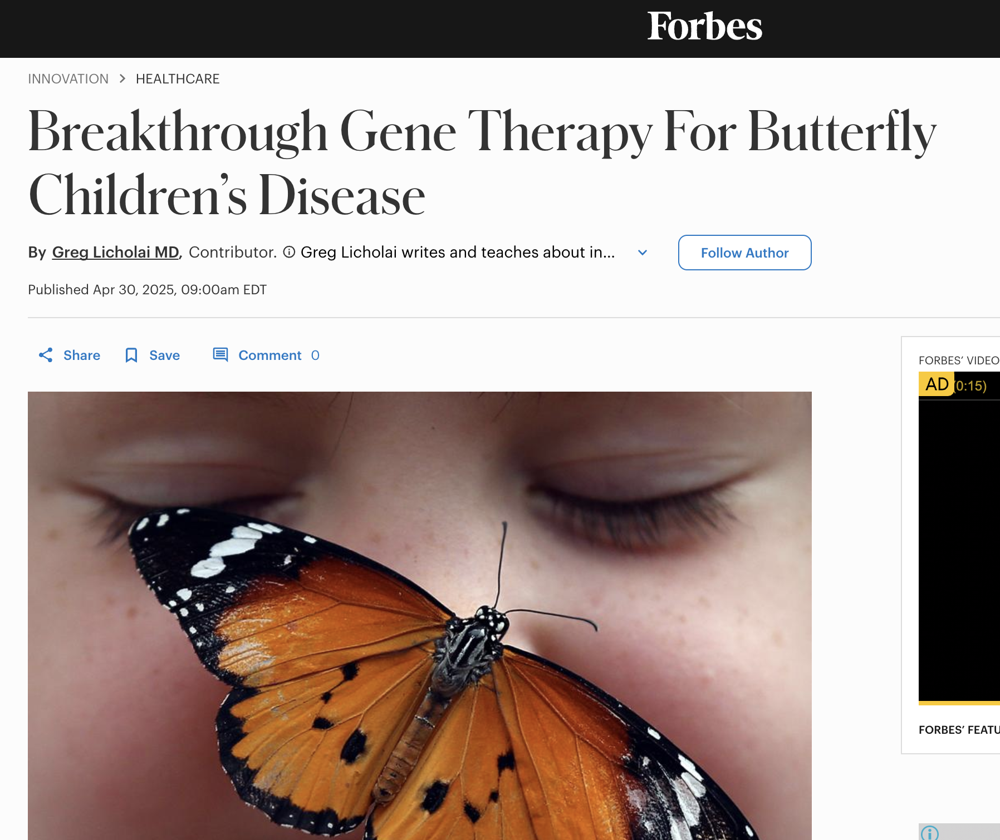 Forbes
INNOVATION > HEALTHCARE
Breakthrough Gene Therapy For Butterfly
Children’s Disease
By Greg Licholai MD, Contributor. Greg Licholai writes and teaches about in... Follow Author
Published Apr 30, 2025, 09:00am EDT
Share Save Comment 0
FORBES’ VIDEO
AD (0:15)
FORBES’ FEATU